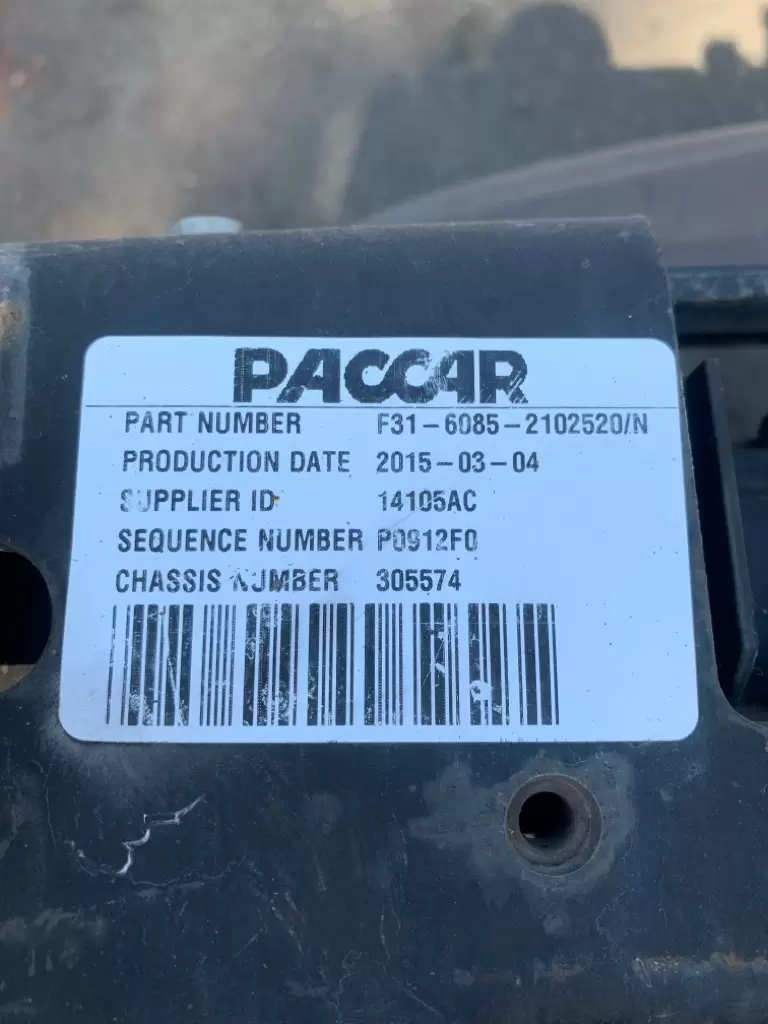 PACCAR
PART NUMBER F31-6085-2102520/N
PRODUCTION DATE 2015-03-04
SUPPLIER ID 14105AC
SEQUENCE NUMBER P0912F0
CHASSIS NUMBER 305574